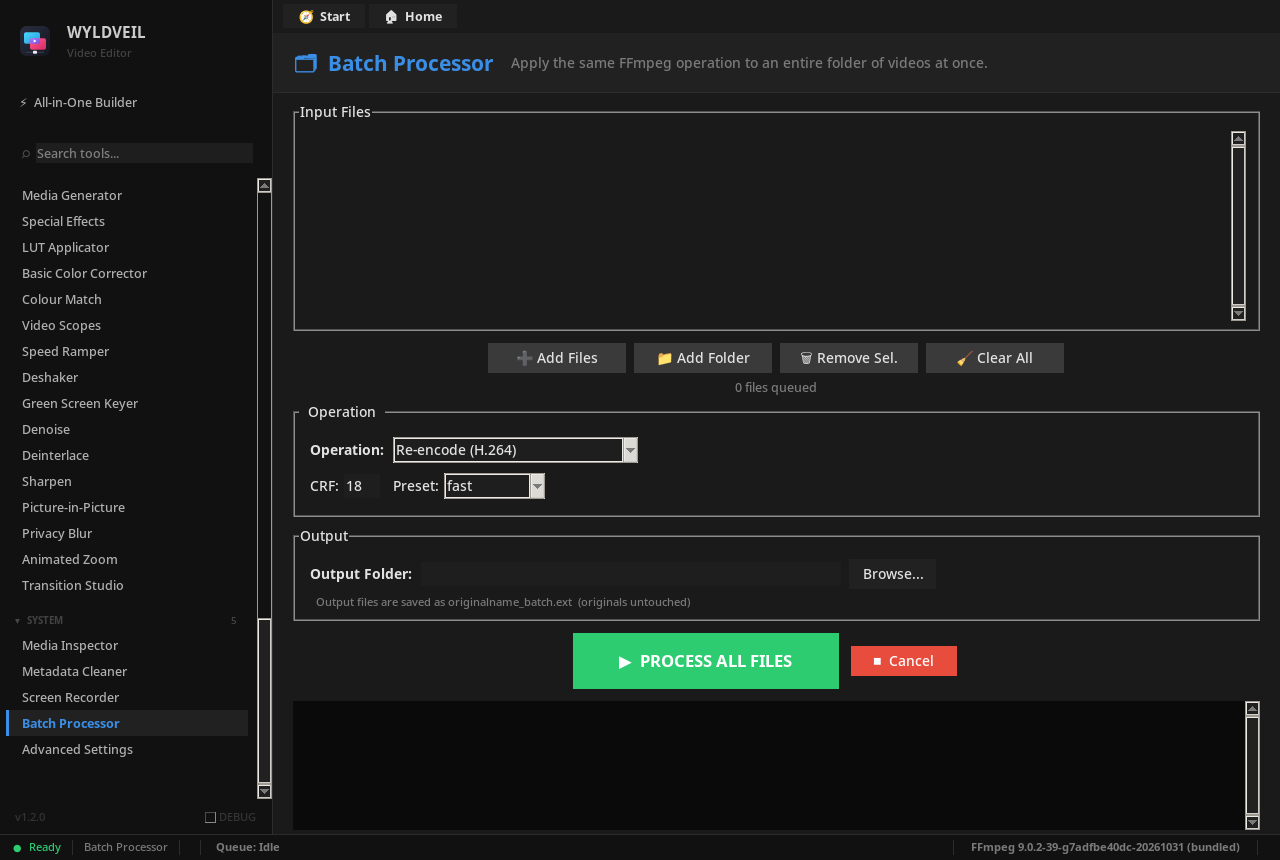 WYLDVEIL
Video Editor
⚡ All-in-One Builder
Search tools...
Media Generator
Special Effects
LUT Applicator
Basic Color Corrector
Colour Match
Video Scopes
Speed Ramper
Deshaker
Green Screen Keyer
Denoise
Deinterlace
Sharpen
Picture-in-Picture
Privacy Blur
Animated Zoom
Transition Studio
▾ SYSTEM 5
Media Inspector
Metadata Cleaner
Screen Recorder
Batch Processor
Advanced Settings
v1.2.0 DEBUG
Start Home
Batch Processor Apply the same FFmpeg operation to an entire folder of videos at once.
Input Files
Add Files Add Folder Remove Sel. Clear All
0 files queued
Operation
Operation: Re-encode (H.264)
CRF: 18 Preset: fast
Output
Output Folder: Browse...
Output files are saved as originalname_batch.ext (originals untouched)
▶ PROCESS ALL FILES ■ Cancel
● Ready Batch Processor Queue: Idle FFmpeg 9.0.2-39-g7adfbe40dc-20261031 (bundled)